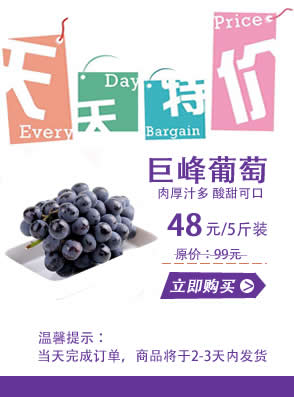 天天特价
Every Day Bargain Price
巨峰葡萄
肉厚汁多 酸甜可口
48元/5斤装
原价：99元
立即购买
温馨提示：
当天完成订单，商品将于2-3天内发货